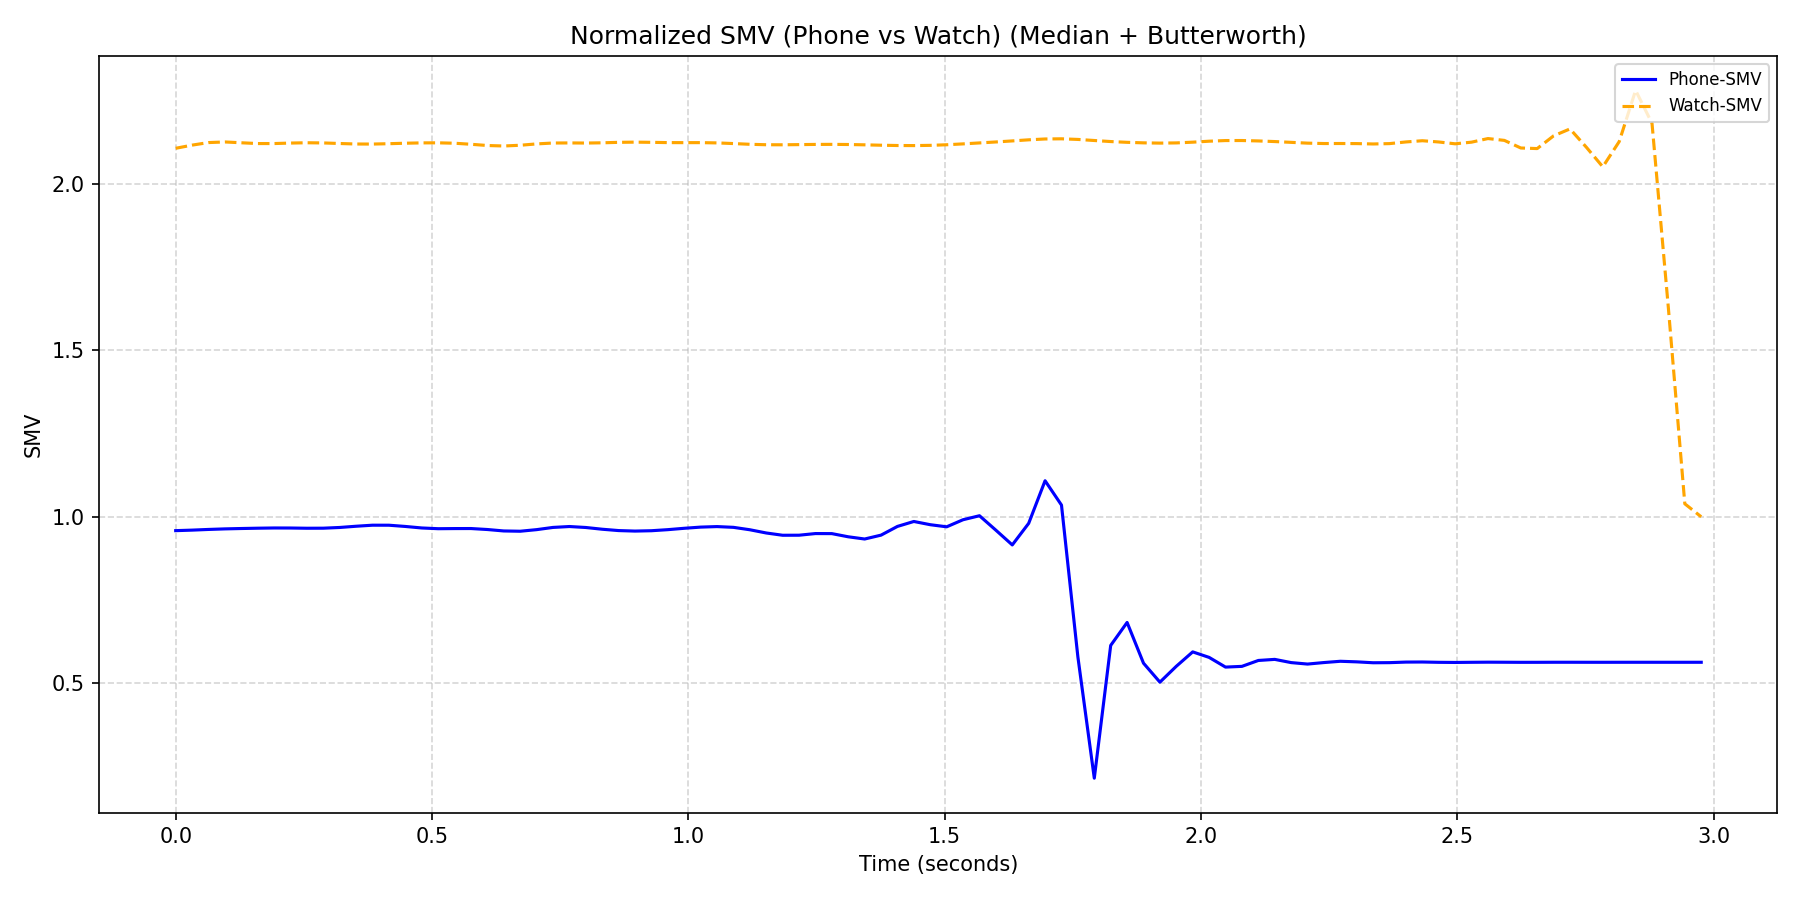 Normalized SMV (Phone vs Watch) (Median + Butterworth)
Phone-SMV
Watch-SMV
2.0
1.5
1.0
0.5
SMV
0.0
0.5
1.0
1.5
2.0
2.5
3.0
Time (seconds)